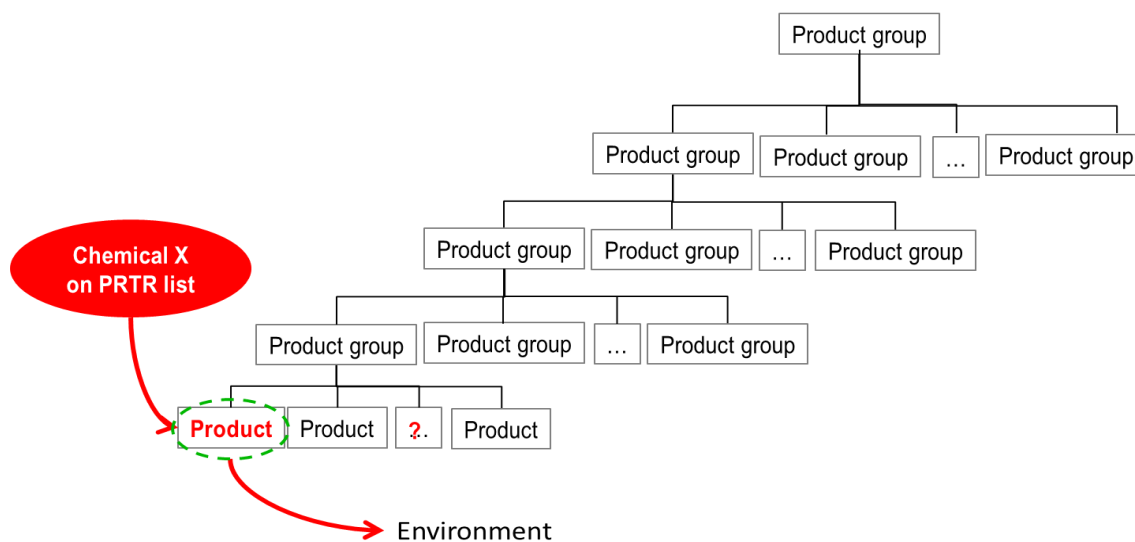 Product group
Product group
Product group
...
Product group
Product group
Product group
...
Product group
Chemical X
on PRTR list
Product group
Product group
...
Product group
Product
Product
...
?
Product
Environment